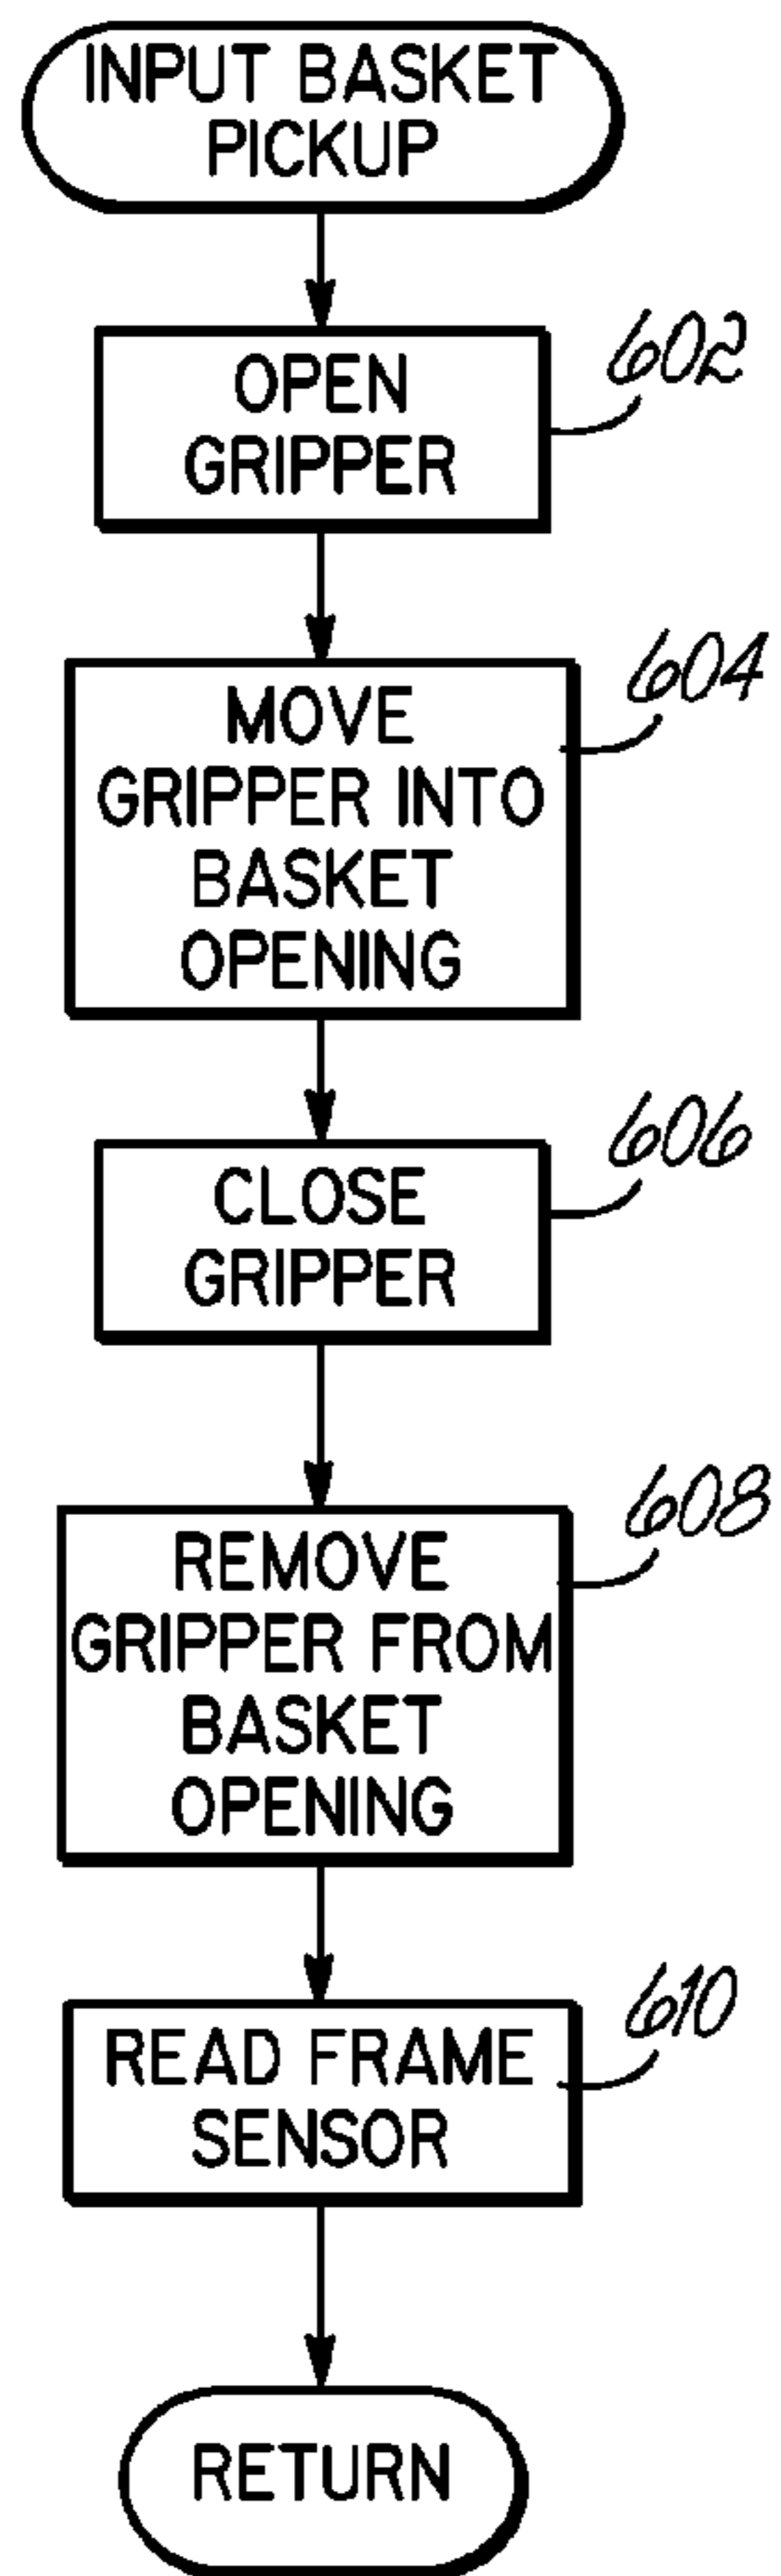 INPUT BASKET
PICKUP
602
OPEN
GRIPPER
604
MOVE
GRIPPER INTO
BASKET
OPENING
606
CLOSE
GRIPPER
608
REMOVE
GRIPPER FROM
BASKET
OPENING
610
READ FRAME
SENSOR
RETURN